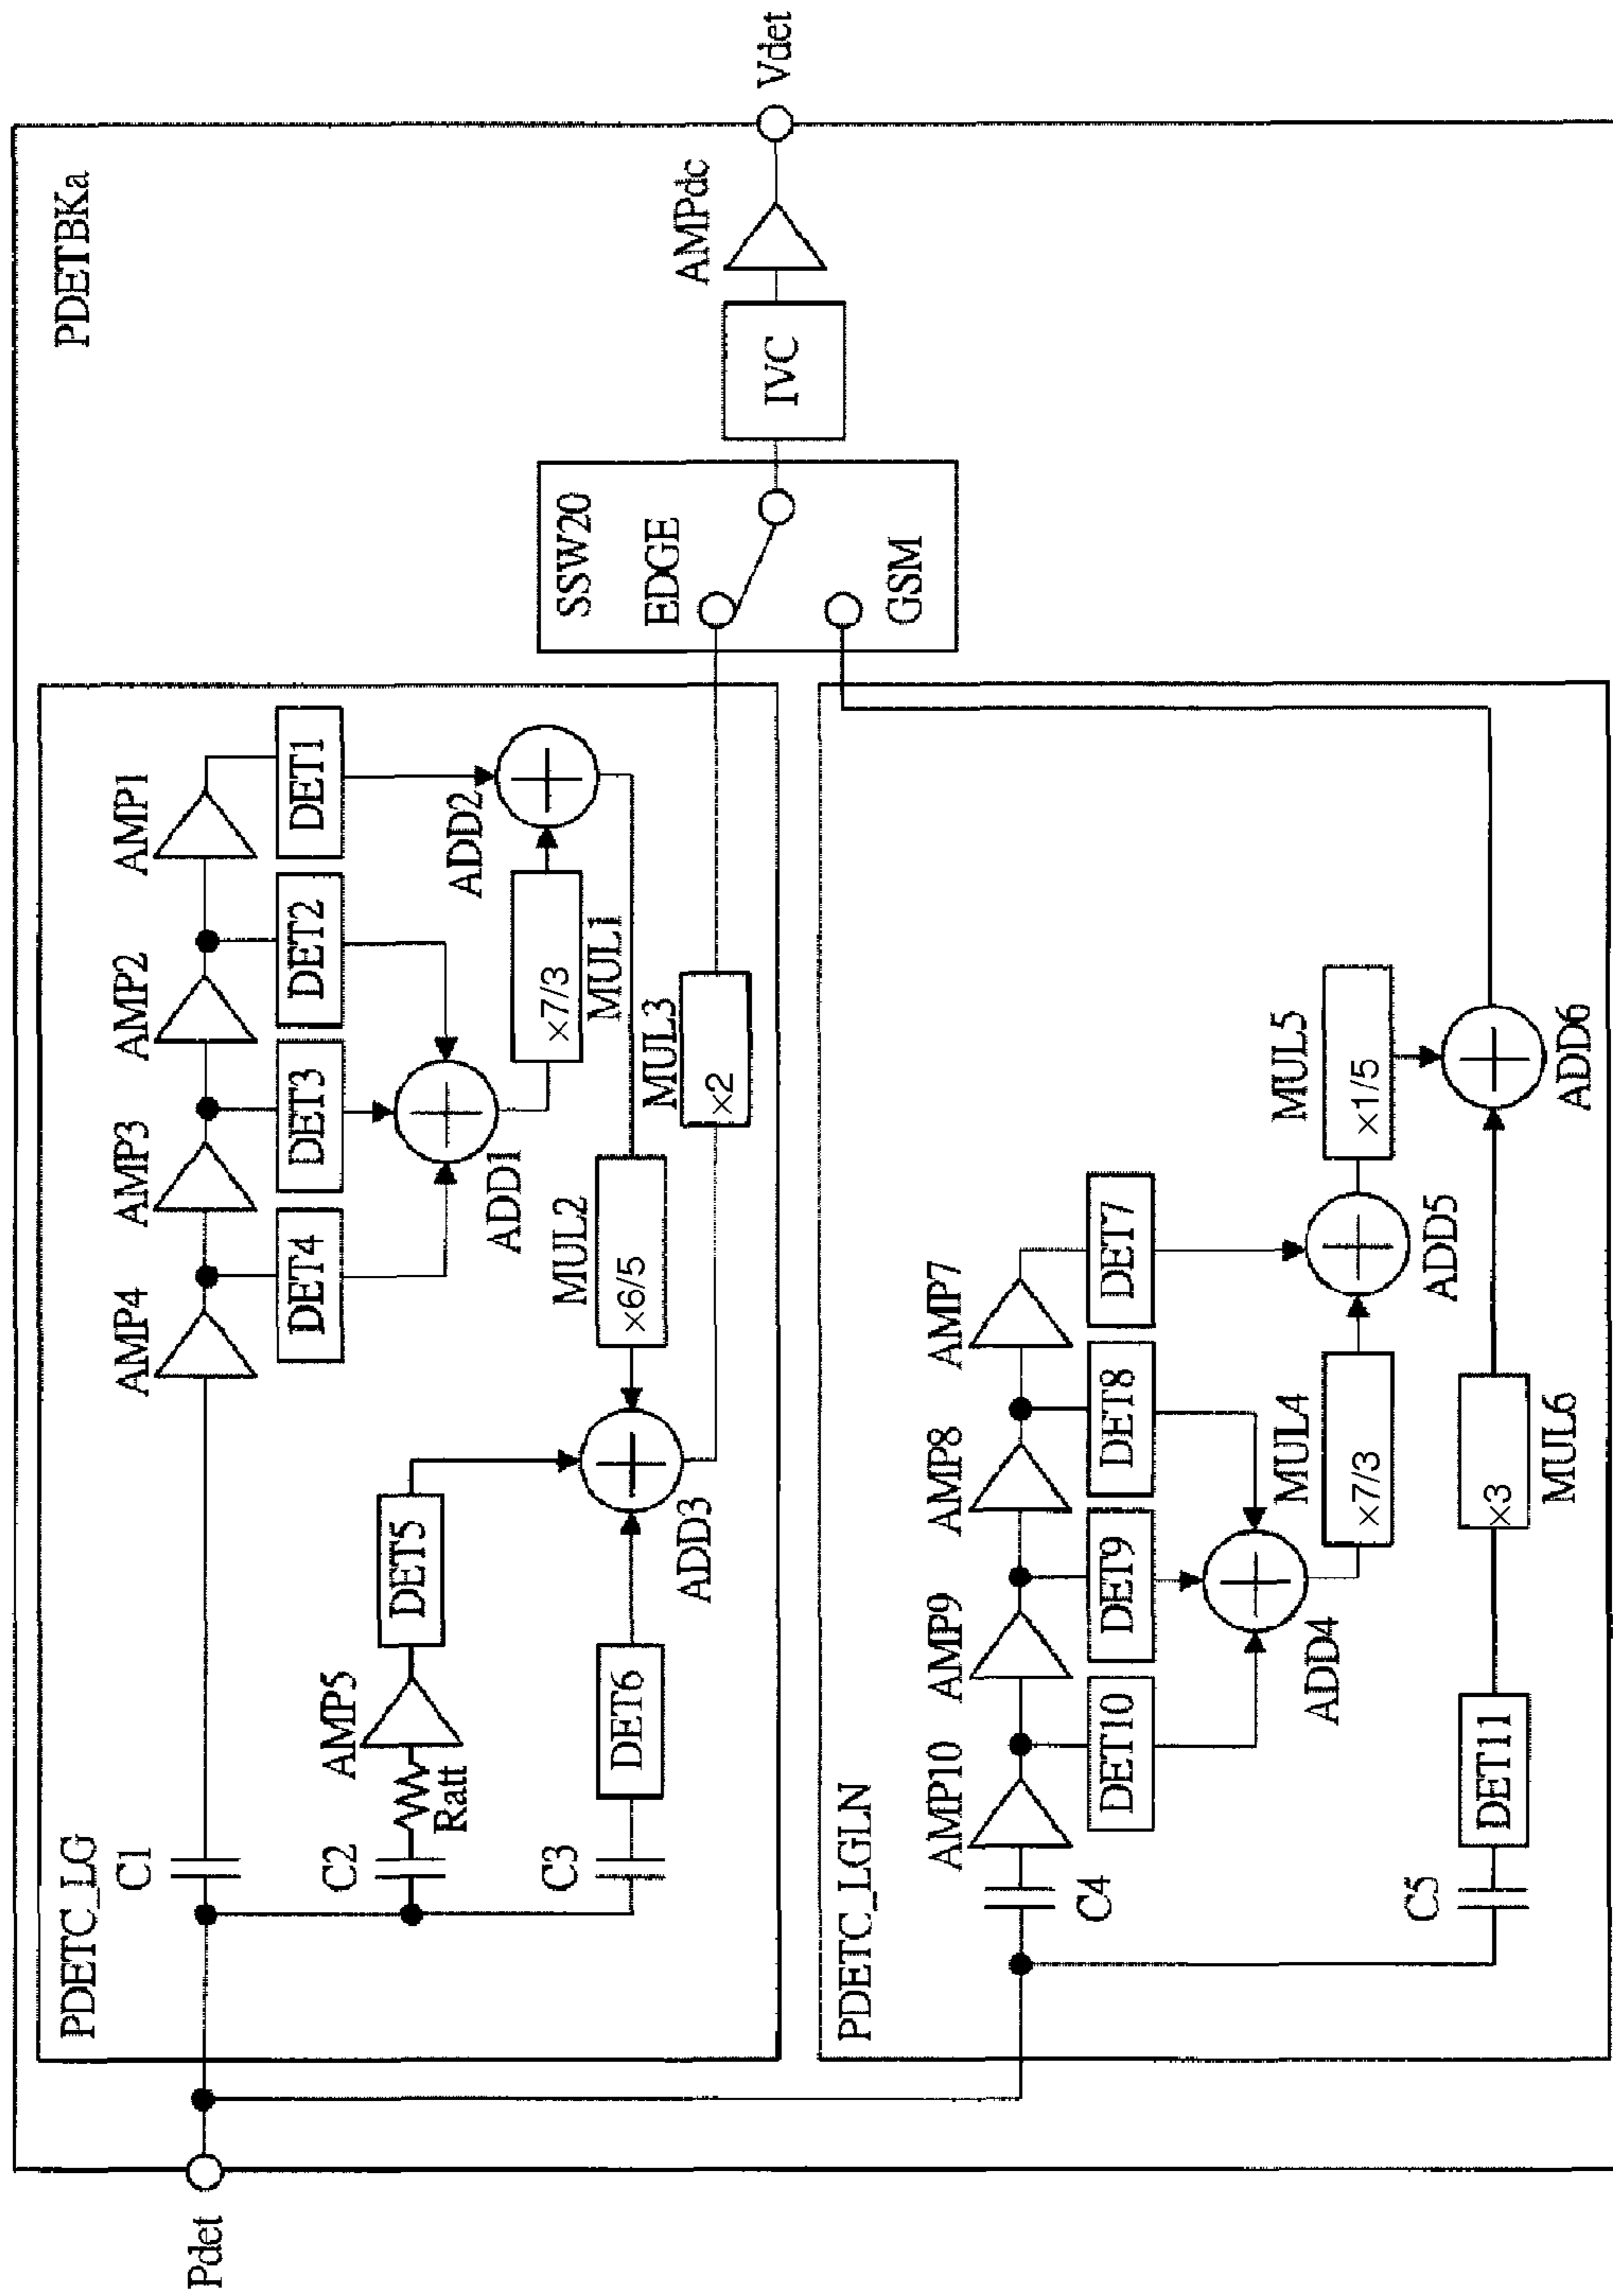 PDETBKa
Pdet
PDETC_LG
C1
AMP4
AMP3
AMP2
AMP1
DET4
DET3
DET2
DET1
C2
Ratt
AMP5
DET5
ADD1
ADD2
×7/3
MUL1
C3
DET6
ADD3
MUL2
×6/5
MUL3
×2
SSW20
EDGE
GSM
IVC
AMPdc
Vdet
PDETC_LGLN
C4
AMP10
AMP9
AMP8
AMP7
DET10
DET9
DET8
DET7
ADD4
MUL4
×7/3
ADD5
MUL5
×1/5
C5
DET11
×3
MUL6
ADD6